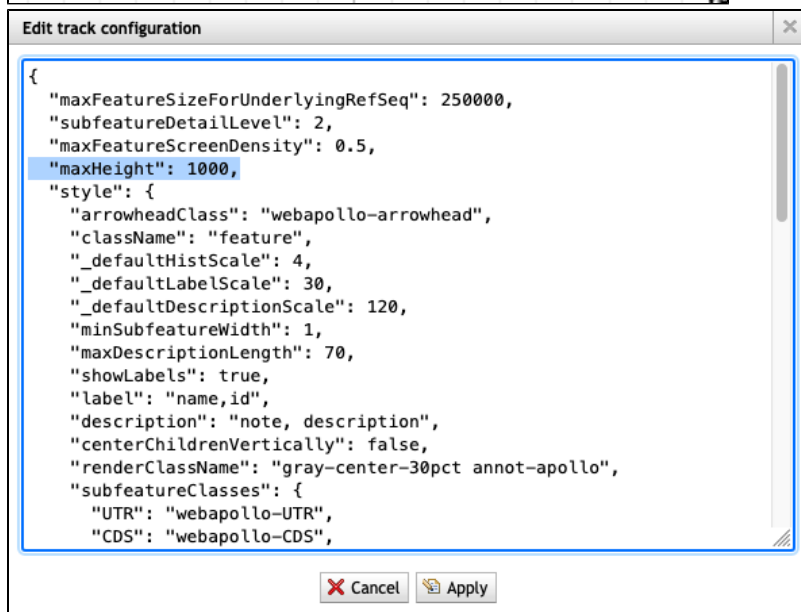 Edit track configuration
{
  "maxFeatureSizeForUnderlyingRefSeq": 250000,
  "subfeatureDetailLevel": 2,
  "maxFeatureScreenDensity": 0.5,
  "maxHeight": 1000,
  "style": {
    "arrowheadClass": "webapollo-arrowhead",
    "className": "feature",
    "_defaultHistScale": 4,
    "_defaultLabelScale": 30,
    "_defaultDescriptionScale": 120,
    "minSubfeatureWidth": 1,
    "maxDescriptionLength": 70,
    "showLabels": true,
    "label": "name,id",
    "description": "note, description",
    "centerChildrenVertically": false,
    "renderClassName": "gray-center-30pct annot-apollo",
    "subfeatureClasses": {
      "UTR": "webapollo-UTR",
      "CDS": "webapollo-CDS",
Cancel Apply